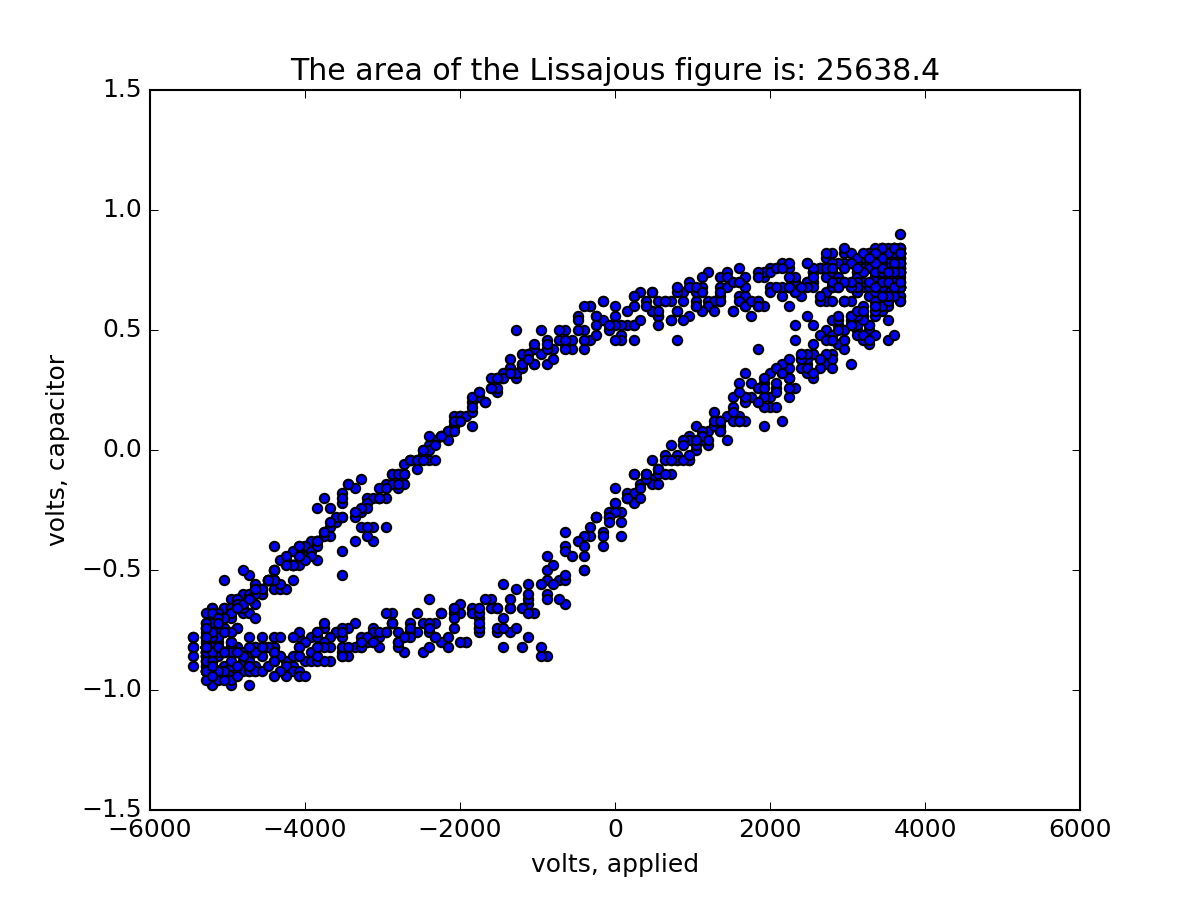 The area of the Lissajous figure is: 25638.4
1.5
1.0
0.5
0.0
−0.5
−1.0
−1.5
volts, capacitor
−6000 −4000 −2000 0 2000 4000 6000
volts, applied